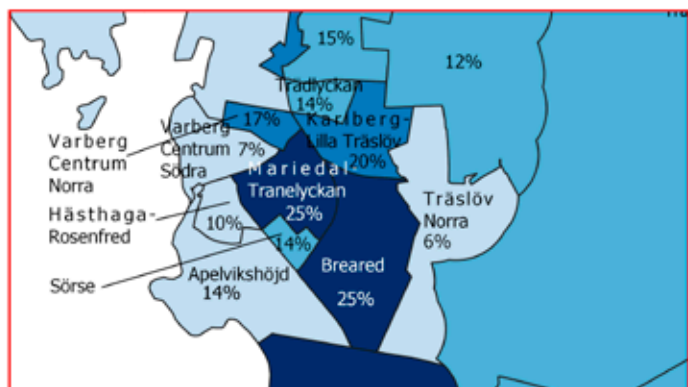 15%
12%
Trädlyckan
14%
Karlberg-
Lilla Träslöv
20%
17%
Varberg
Centrum
Norra
Varberg
Centrum
Södra
7%
Mariedal-
Tranelyckan
25%
Träslöv
Norra
6%
Hästhaga-
Rosenfred
10%
14%
Sörse
Apelvikshöjd
14%
Breared
25%